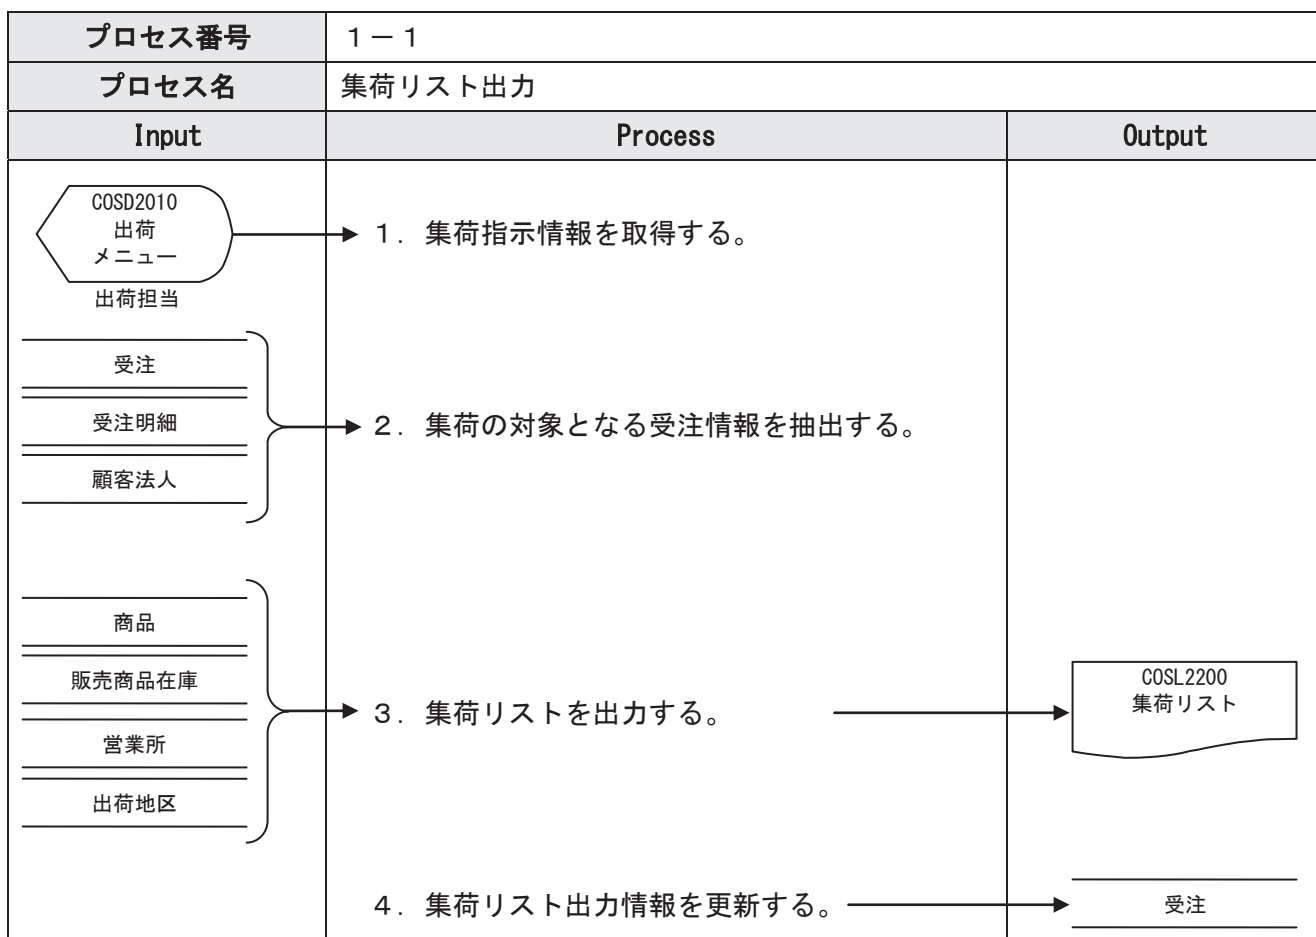 プロセス番号
1－1
プロセス名
集荷リスト出力
Input
Process
Output
COSD2010
出荷
メニュー
出荷担当
1．集荷指示情報を取得する。
受注
受注明細
顧客法人
2．集荷の対象となる受注情報を抽出する。
商品
販売商品在庫
営業所
出荷地区
3．集荷リストを出力する。
COSL2200
集荷リスト
4．集荷リスト出力情報を更新する。
受注